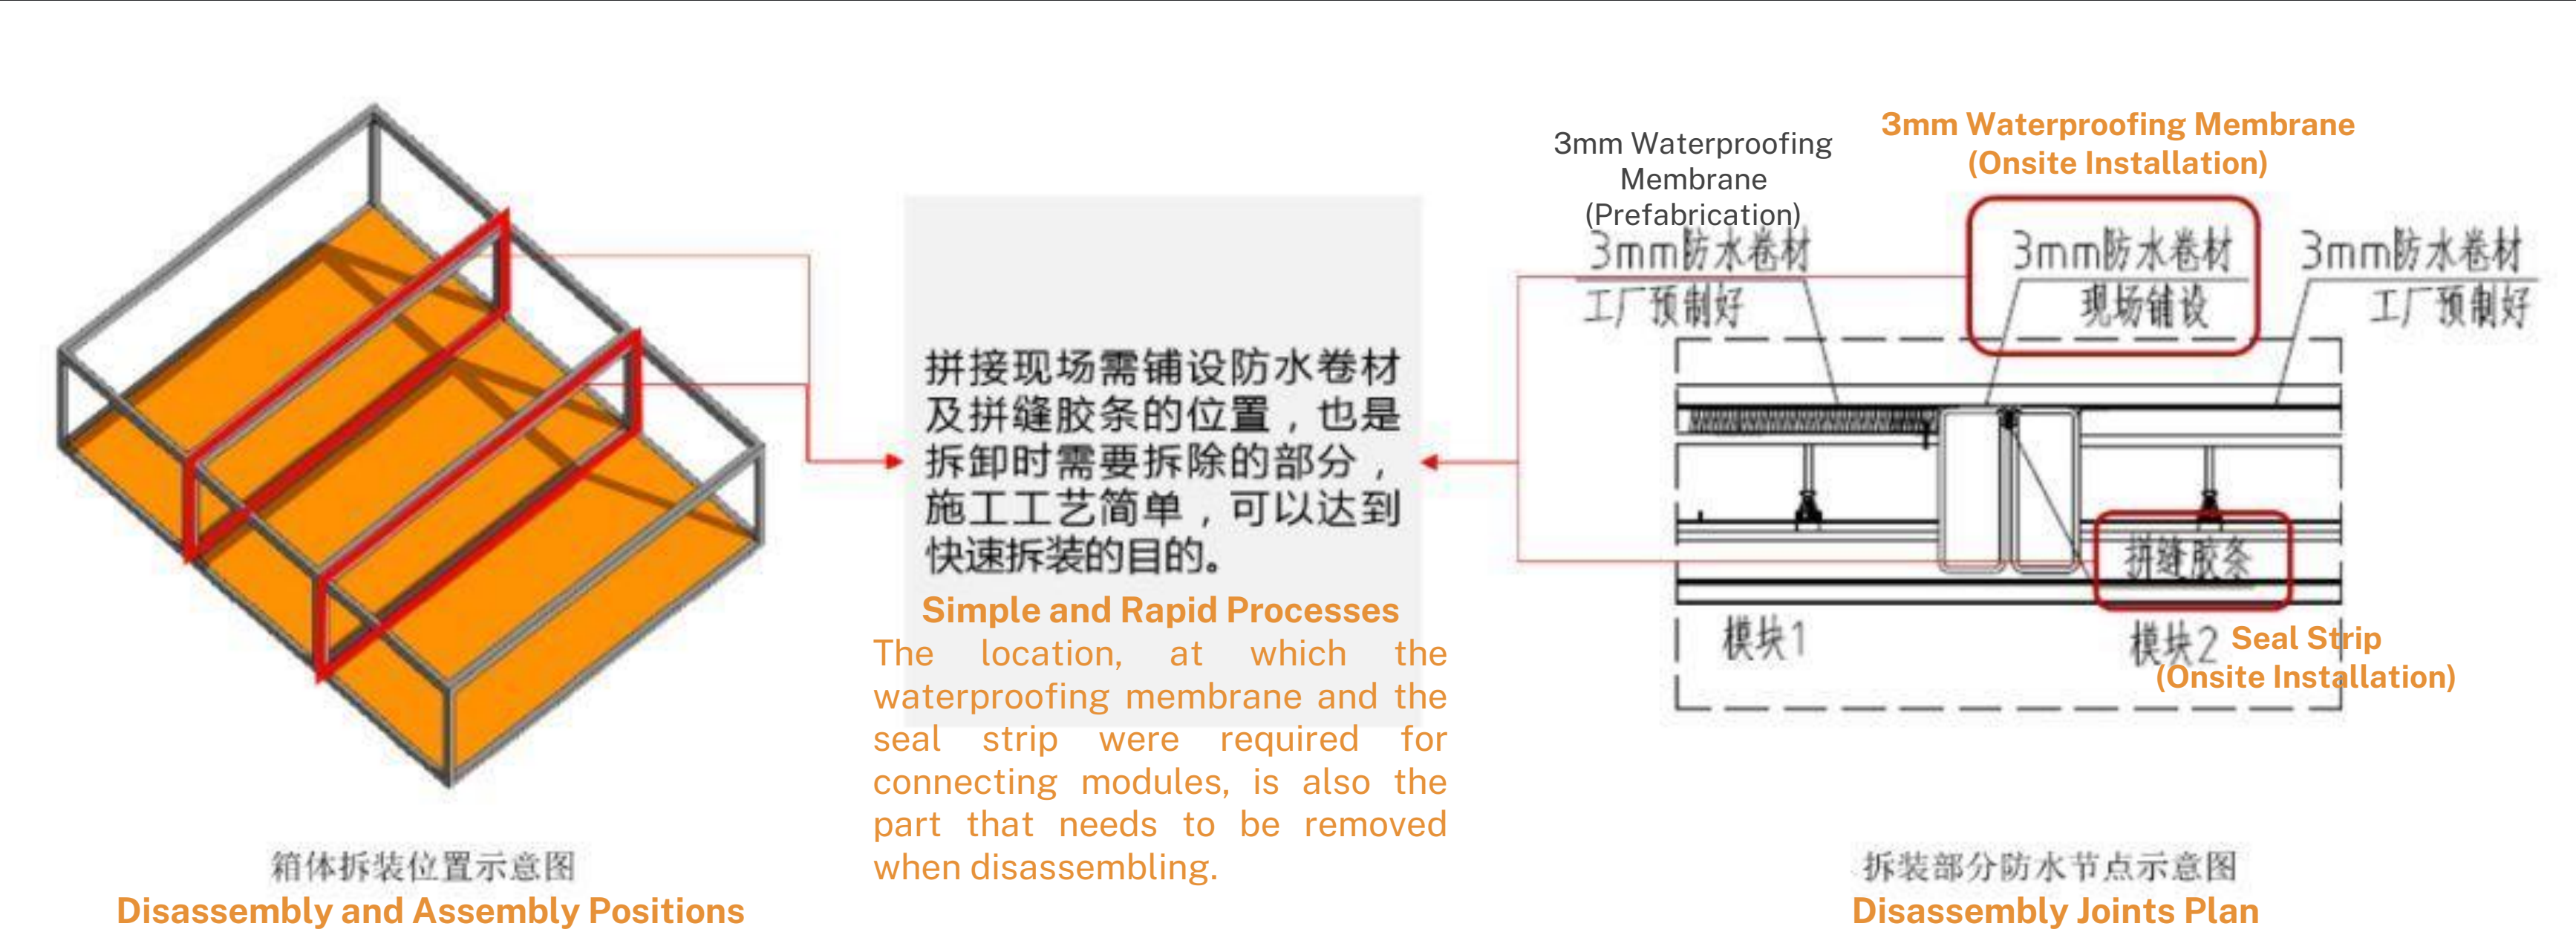 箱体拆装位置示意图
Disassembly and Assembly Positions
拼接现场需铺设防水卷材
及拼缝胶条的位置，也是
拆卸时需要拆除的部分，
施工工艺简单，可以达到
快速拆装的目的。
Simple and Rapid Processes
The location, at which the
waterproofing membrane and the
seal strip were required for
connecting modules, is also the
part that needs to be removed
when disassembling.
3mm Waterproofing
Membrane
(Prefabrication)
3mm防水卷材
工厂预制好
3mm Waterproofing Membrane
(Onsite Installation)
3mm防水卷材
现场铺设
3mm防水卷材
工厂预制好
拼缝胶条
模块1
模块2
Seal Strip
(Onsite Installation)
拆装部分防水节点示意图
Disassembly Joints Plan